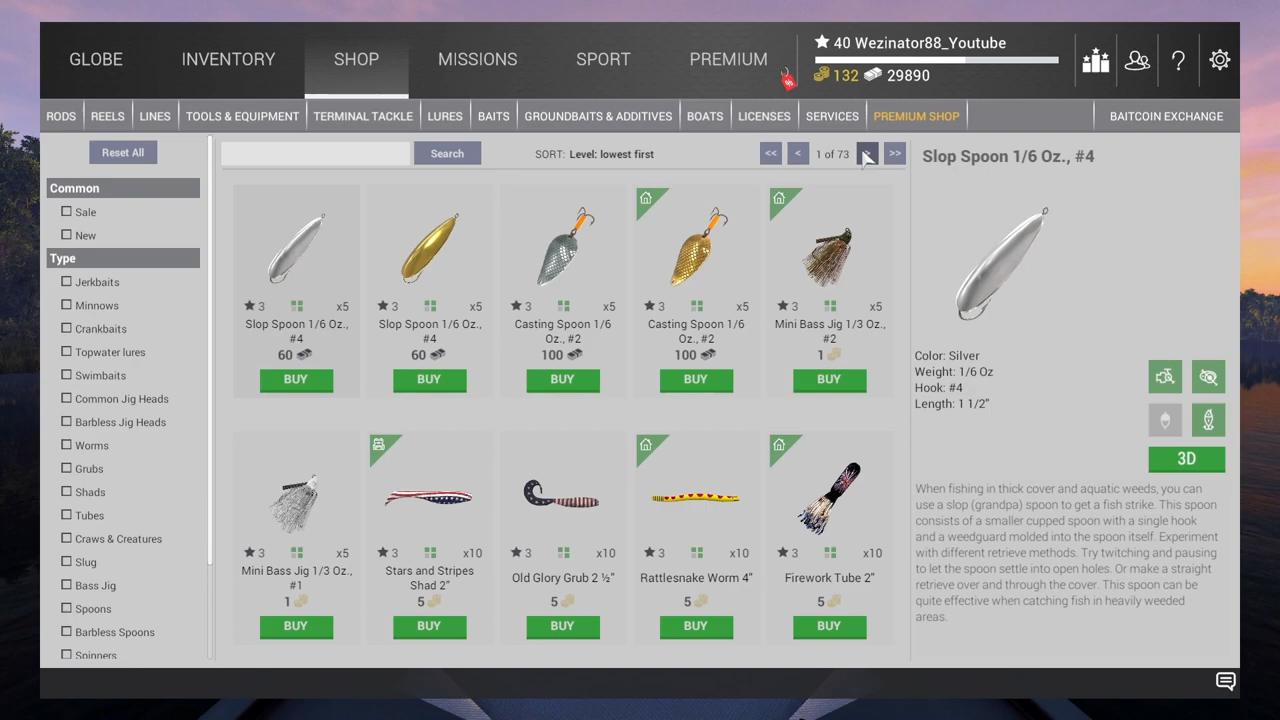 GLOBE INVENTORY SHOP MISSIONS SPORT PREMIUM
40 Wezinator88_Youtube
132 29890
RODS REELS LINES TOOLS & EQUIPMENT TERMINAL TACKLE LURES BAITS GROUNDBAITS & ADDITIVES BOATS LICENSES SERVICES PREMIUM SHOP BAITCOIN EXCHANGE
Reset All
Common
Sale
New
Type
Jerkbaits
Minnows
Crankbaits
Topwater lures
Swimbaits
Common Jig Heads
Barbless Jig Heads
Worms
Grubs
Shads
Tubes
Craws & Creatures
Slug
Bass Jig
Spoons
Barbless Spoons
Spinners
Search SORT: Level: lowest first << < 1 of 73 > >>
3 x5
Slop Spoon 1/6 Oz.,
#4
60
BUY
3 x5
Slop Spoon 1/6 Oz.,
#4
60
BUY
3 x5
Casting Spoon 1/6
Oz., #2
100
BUY
3 x5
Casting Spoon 1/6
Oz., #2
100
BUY
3 x5
Mini Bass Jig 1/3 Oz.,
#2
1
BUY
3 x5
Mini Bass Jig 1/3 Oz.,
#1
1
BUY
3 x10
Stars and Stripes
Shad 2"
5
BUY
3 x10
Old Glory Grub 2 ½"
5
BUY
3 x10
Rattlesnake Worm 4"
5
BUY
3 x10
Firework Tube 2"
5
BUY
Slop Spoon 1/6 Oz., #4
Color: Silver
Weight: 1/6 Oz
Hook: #4
Length: 1 1/2"
3D
When fishing in thick cover and aquatic weeds, you can
use a slop (grandpa) spoon to get a fish strike. This spoon
consists of a smaller cupped spoon with a single hook
and a weedguard molded into the spoon itself. Experiment
with different retrieve methods. Try twitching and pausing
to let the spoon settle into open holes. Or make a straight
retrieve over and through the cover. This spoon can be
quite effective when catching fish in heavily weeded
areas.